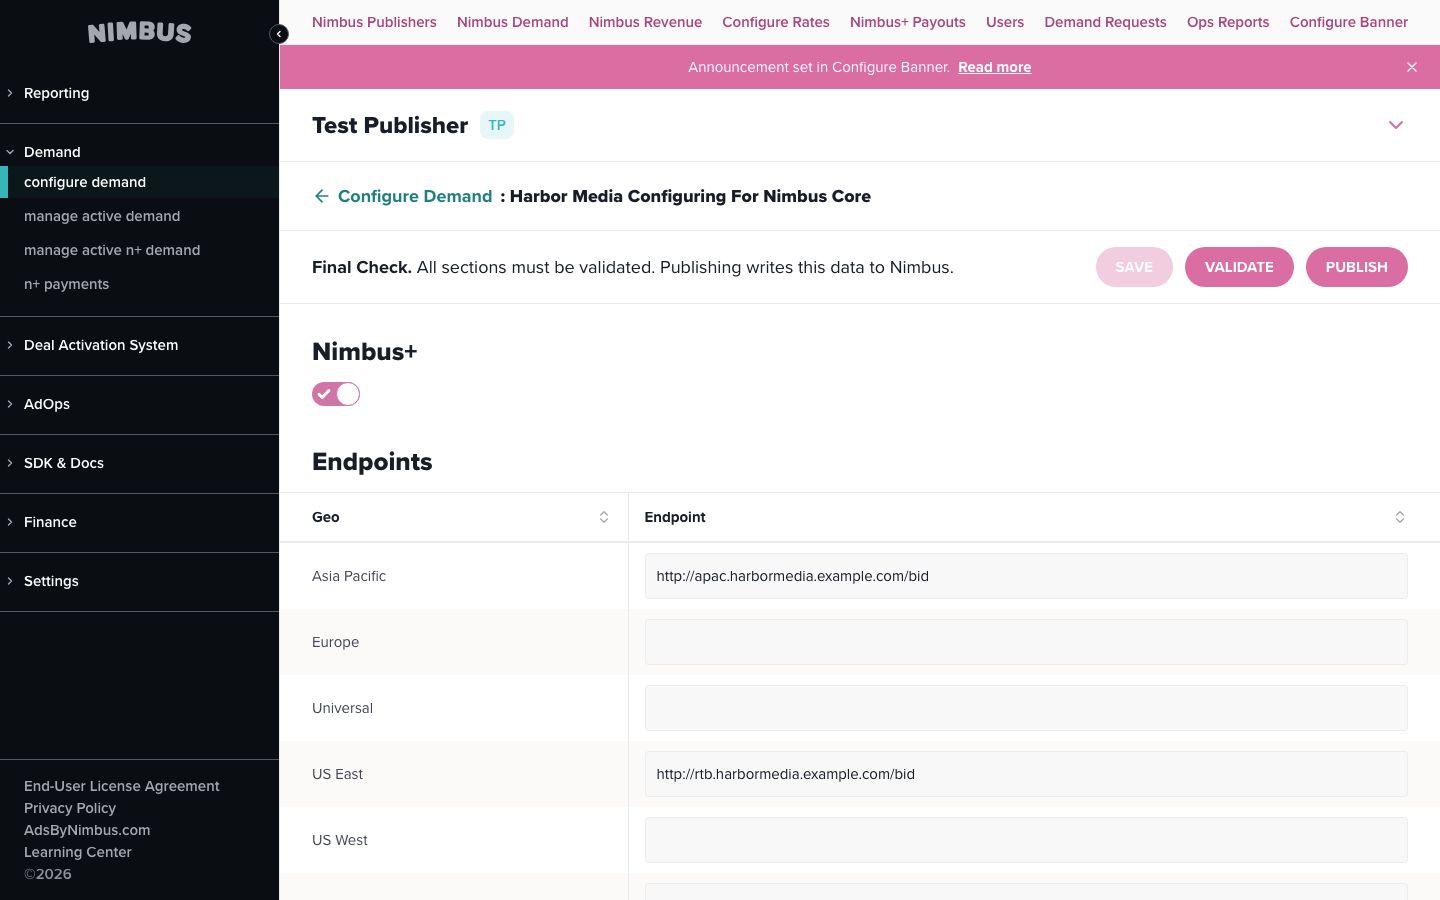 NIMBUS
Reporting
Demand
configure demand
manage active demand
manage active n+ demand
n+ payments
Deal Activation System
AdOps
SDK & Docs
Finance
Settings
End-User License Agreement
Privacy Policy
AdsByNimbus.com
Learning Center
©2026
Nimbus Publishers Nimbus Demand Nimbus Revenue Configure Rates Nimbus+ Payouts Users Demand Requests Ops Reports Configure Banner
Announcement set in Configure Banner. Read more
Test Publisher TP
Configure Demand : Harbor Media Configuring For Nimbus Core
Final Check. All sections must be validated. Publishing writes this data to Nimbus. SAVE VALIDATE PUBLISH
Nimbus+
Endpoints
Geo Endpoint
Asia Pacific http://apac.harbormedia.example.com/bid
Europe
Universal
US East http://rtb.harbormedia.example.com/bid
US West